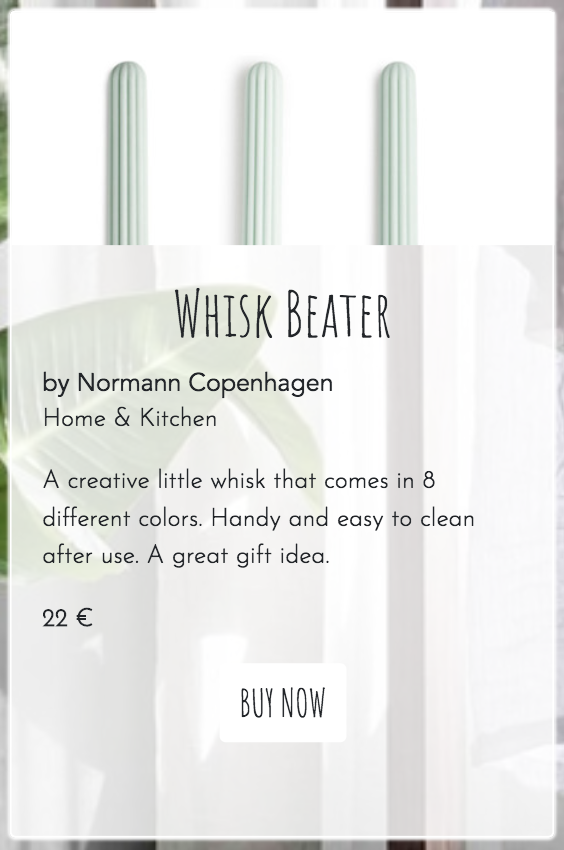 Whisk Beater
by Normann Copenhagen
Home & Kitchen
A creative little whisk that comes in 8
different colors. Handy and easy to clean
after use. A great gift idea.
22 €
BUY NOW